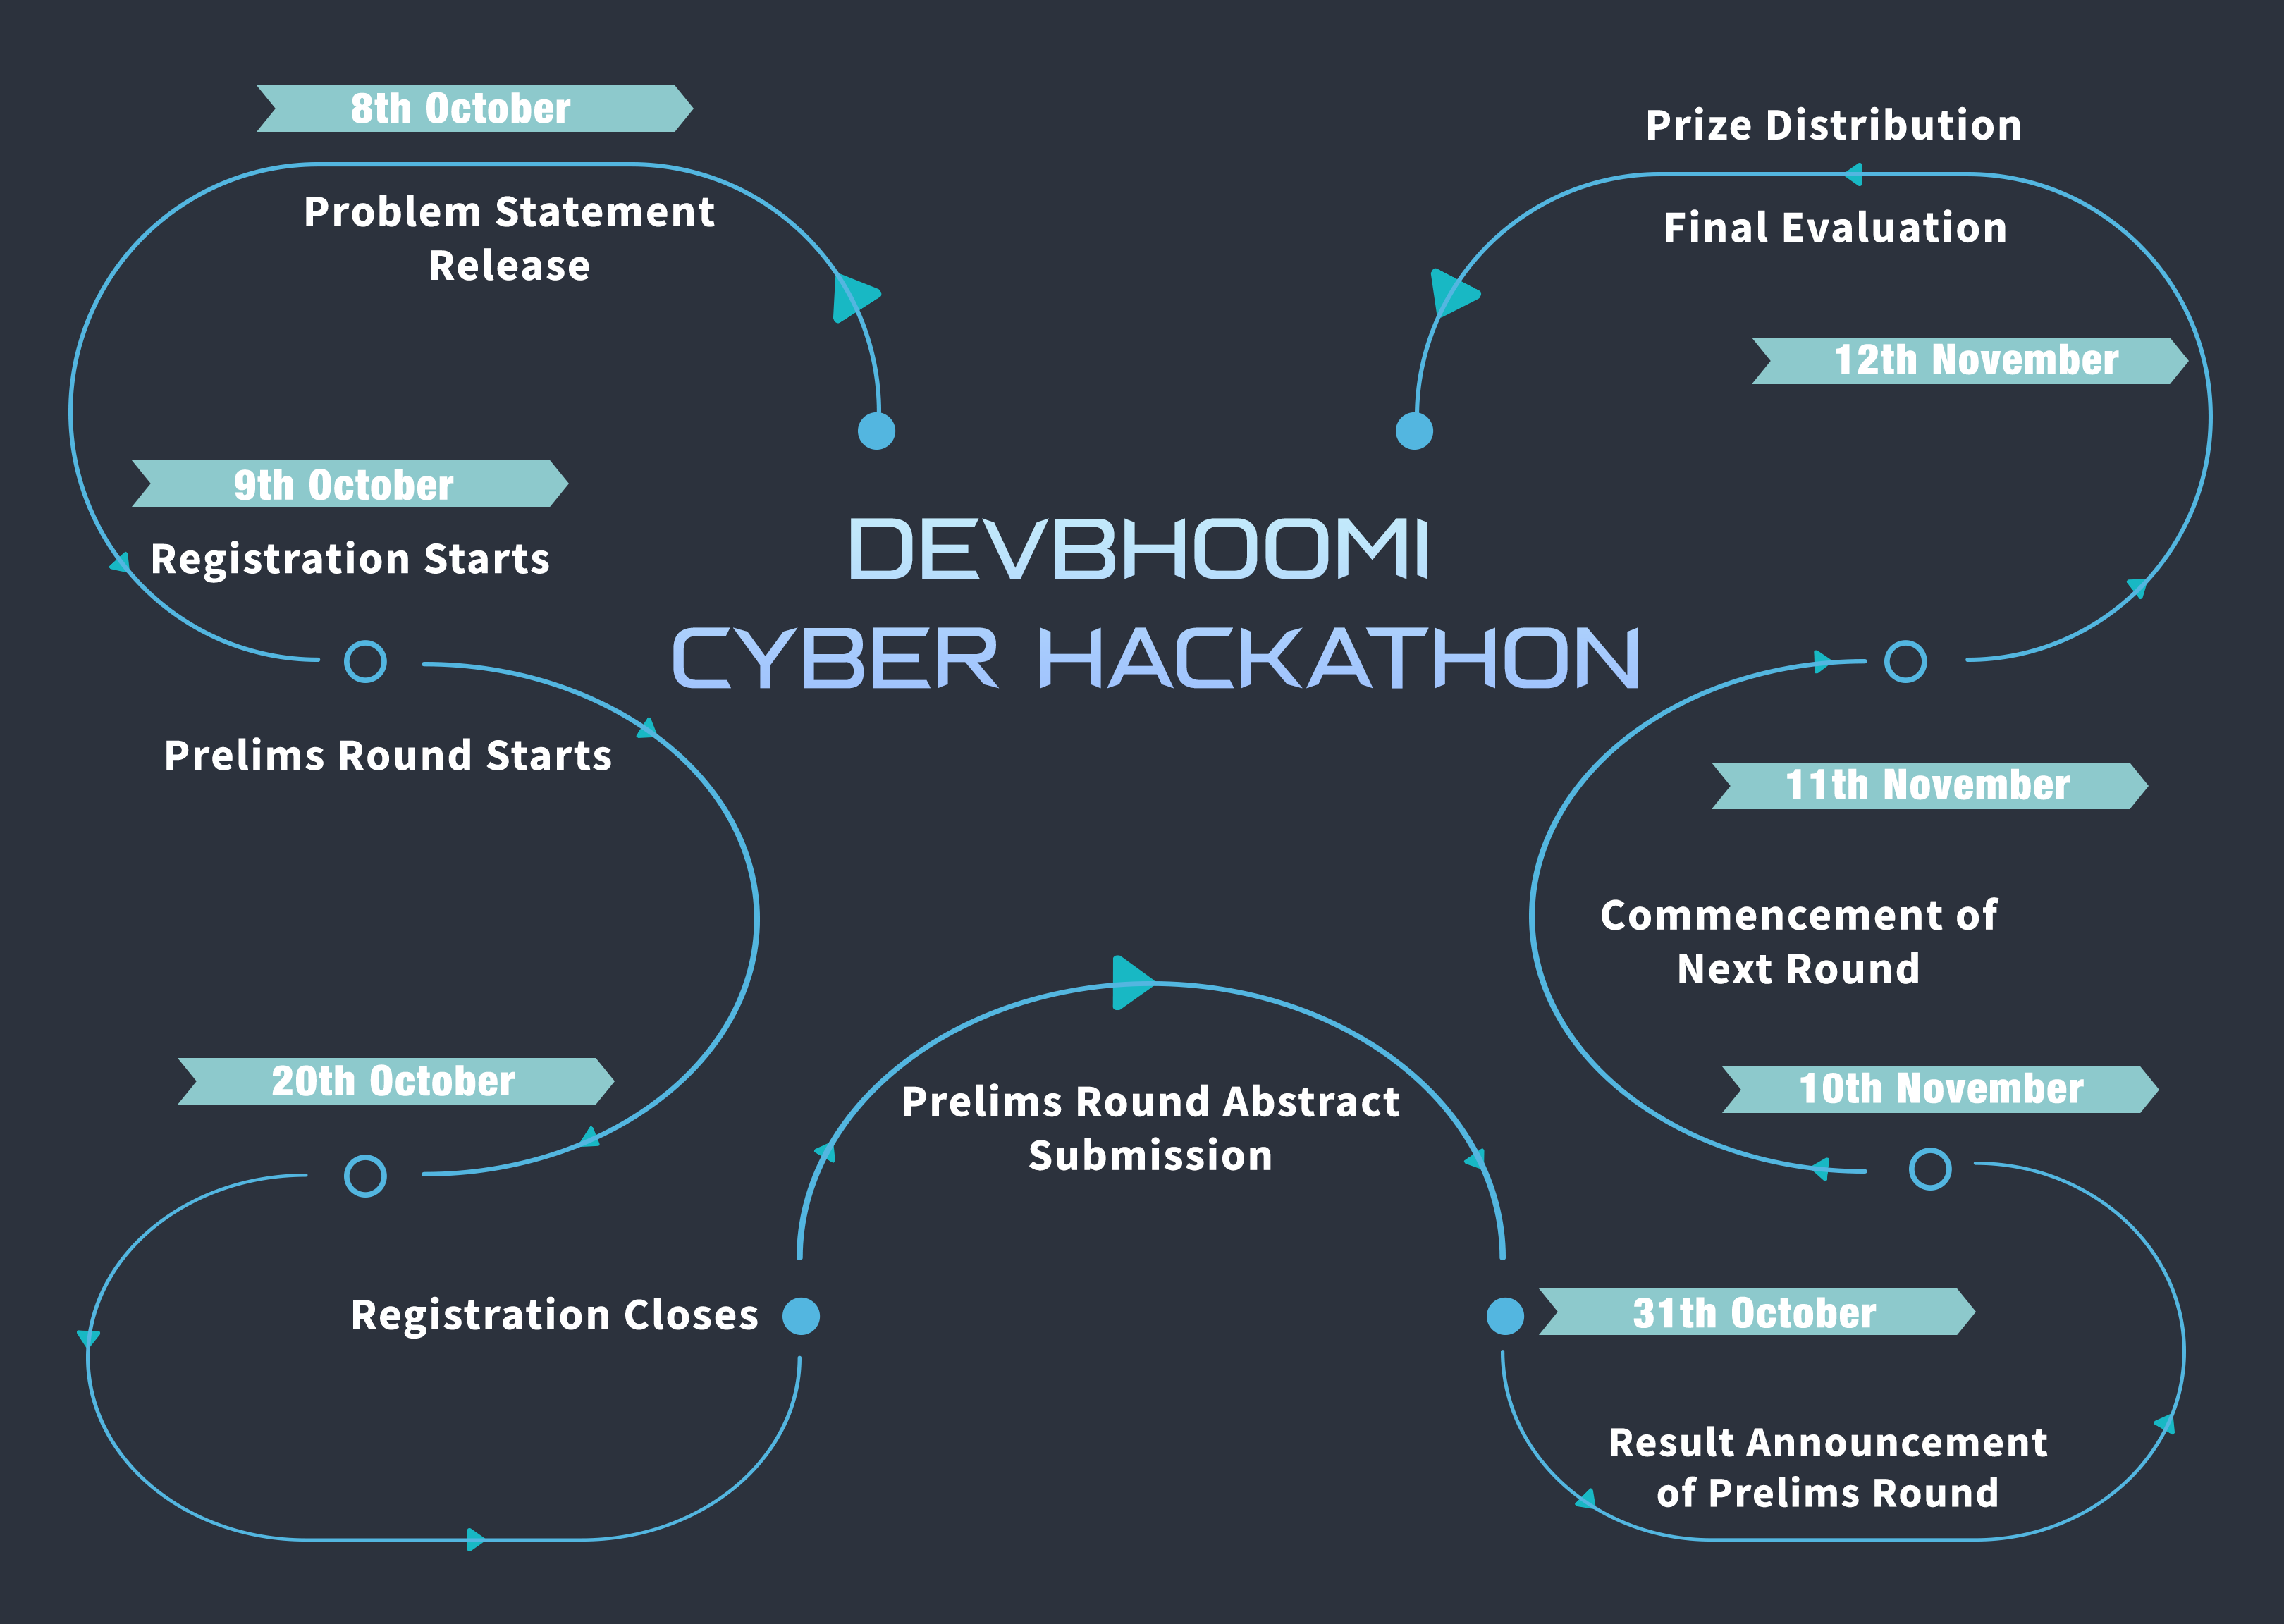 8th October
Problem Statement
Release
9th October
Registration Starts
Prelims Round Starts
20th October
Registration Closes
DEVBHOOMI
CYBER HACKATHON
Prelims Round Abstract
Submission
31th October
Result Announcement
of Prelims Round
10th November
Commencement of
Next Round
11th November
12th November
Final Evaluation
Prize Distribution